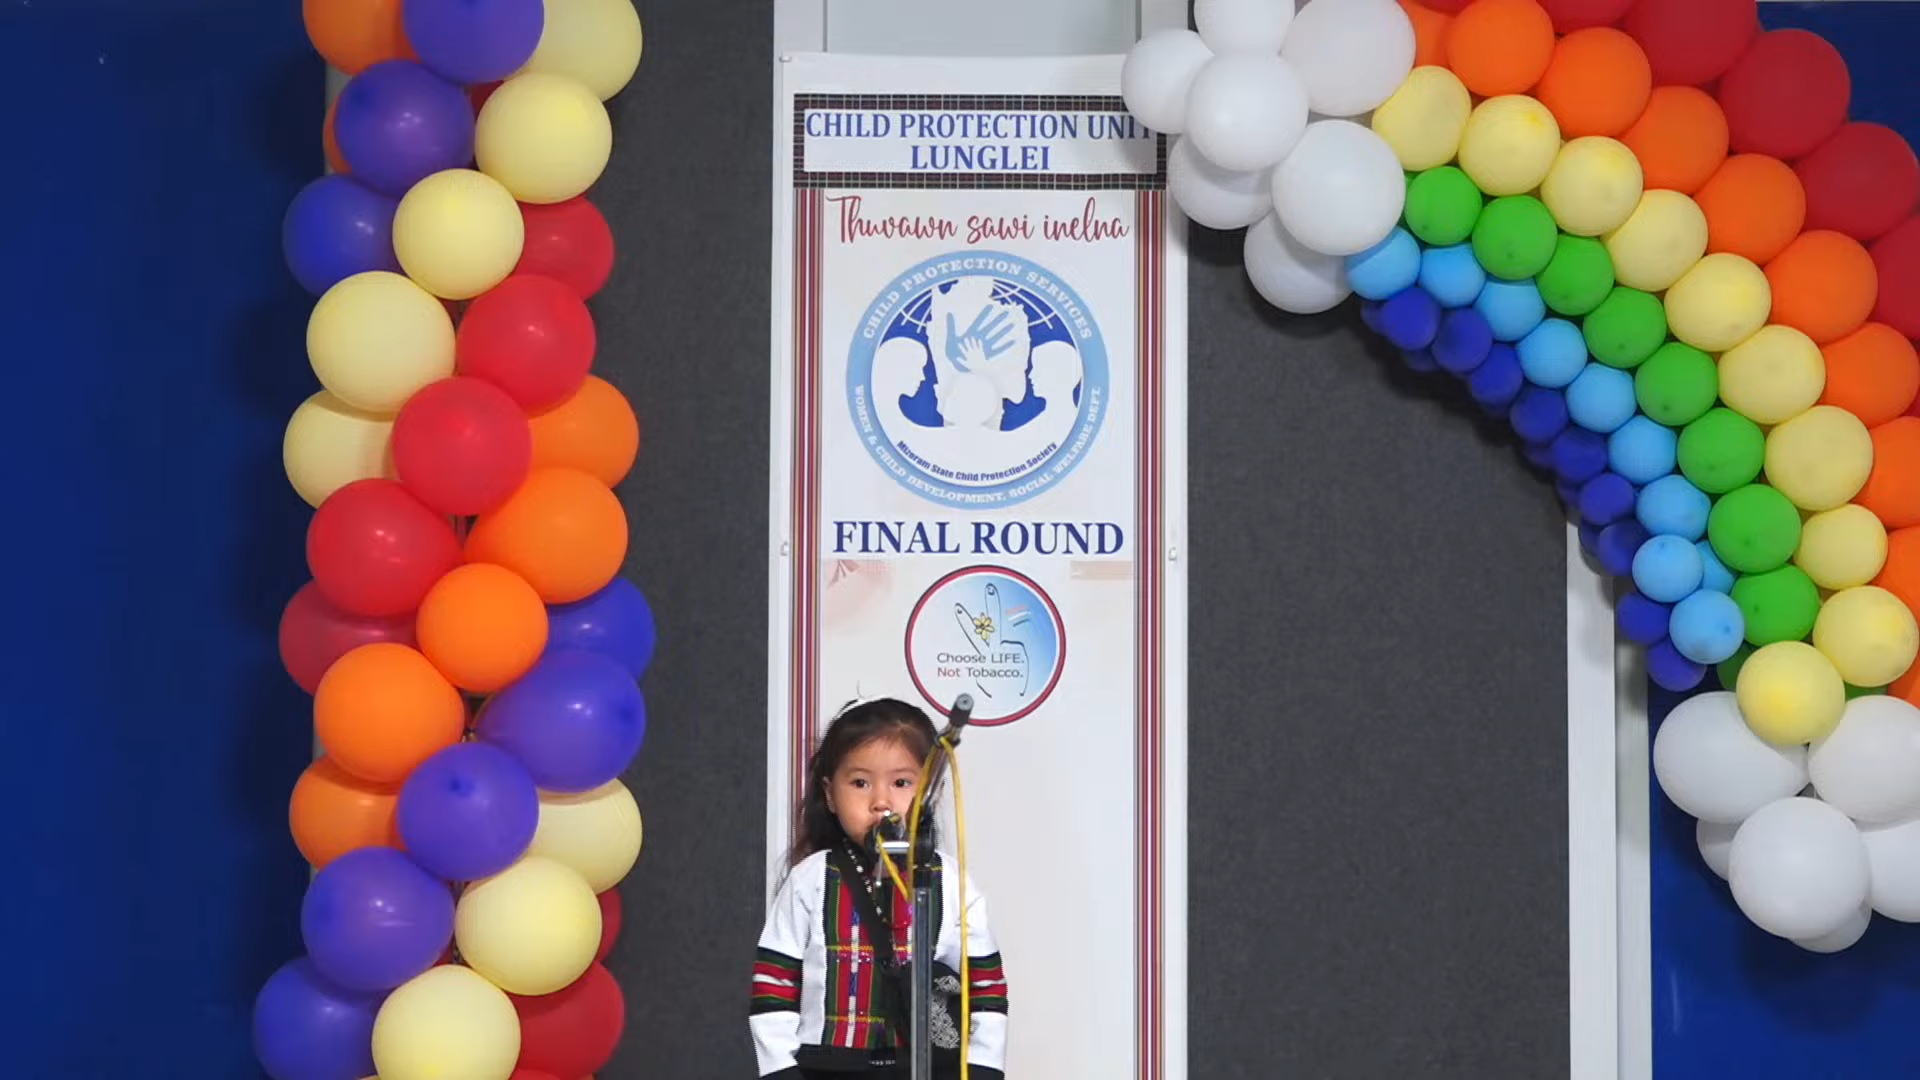 CHILD PROTECTION UNIT
LUNGLEI
Thuvawn sawi inelna
CHILD PROTECTION SERVICES
WOMEN & CHILD DEVELOPMENT, SOCIAL WELFARE DEPT.
Mizoram State Child Protection Society
FINAL ROUND
Choose LIFE.
Not Tobacco.